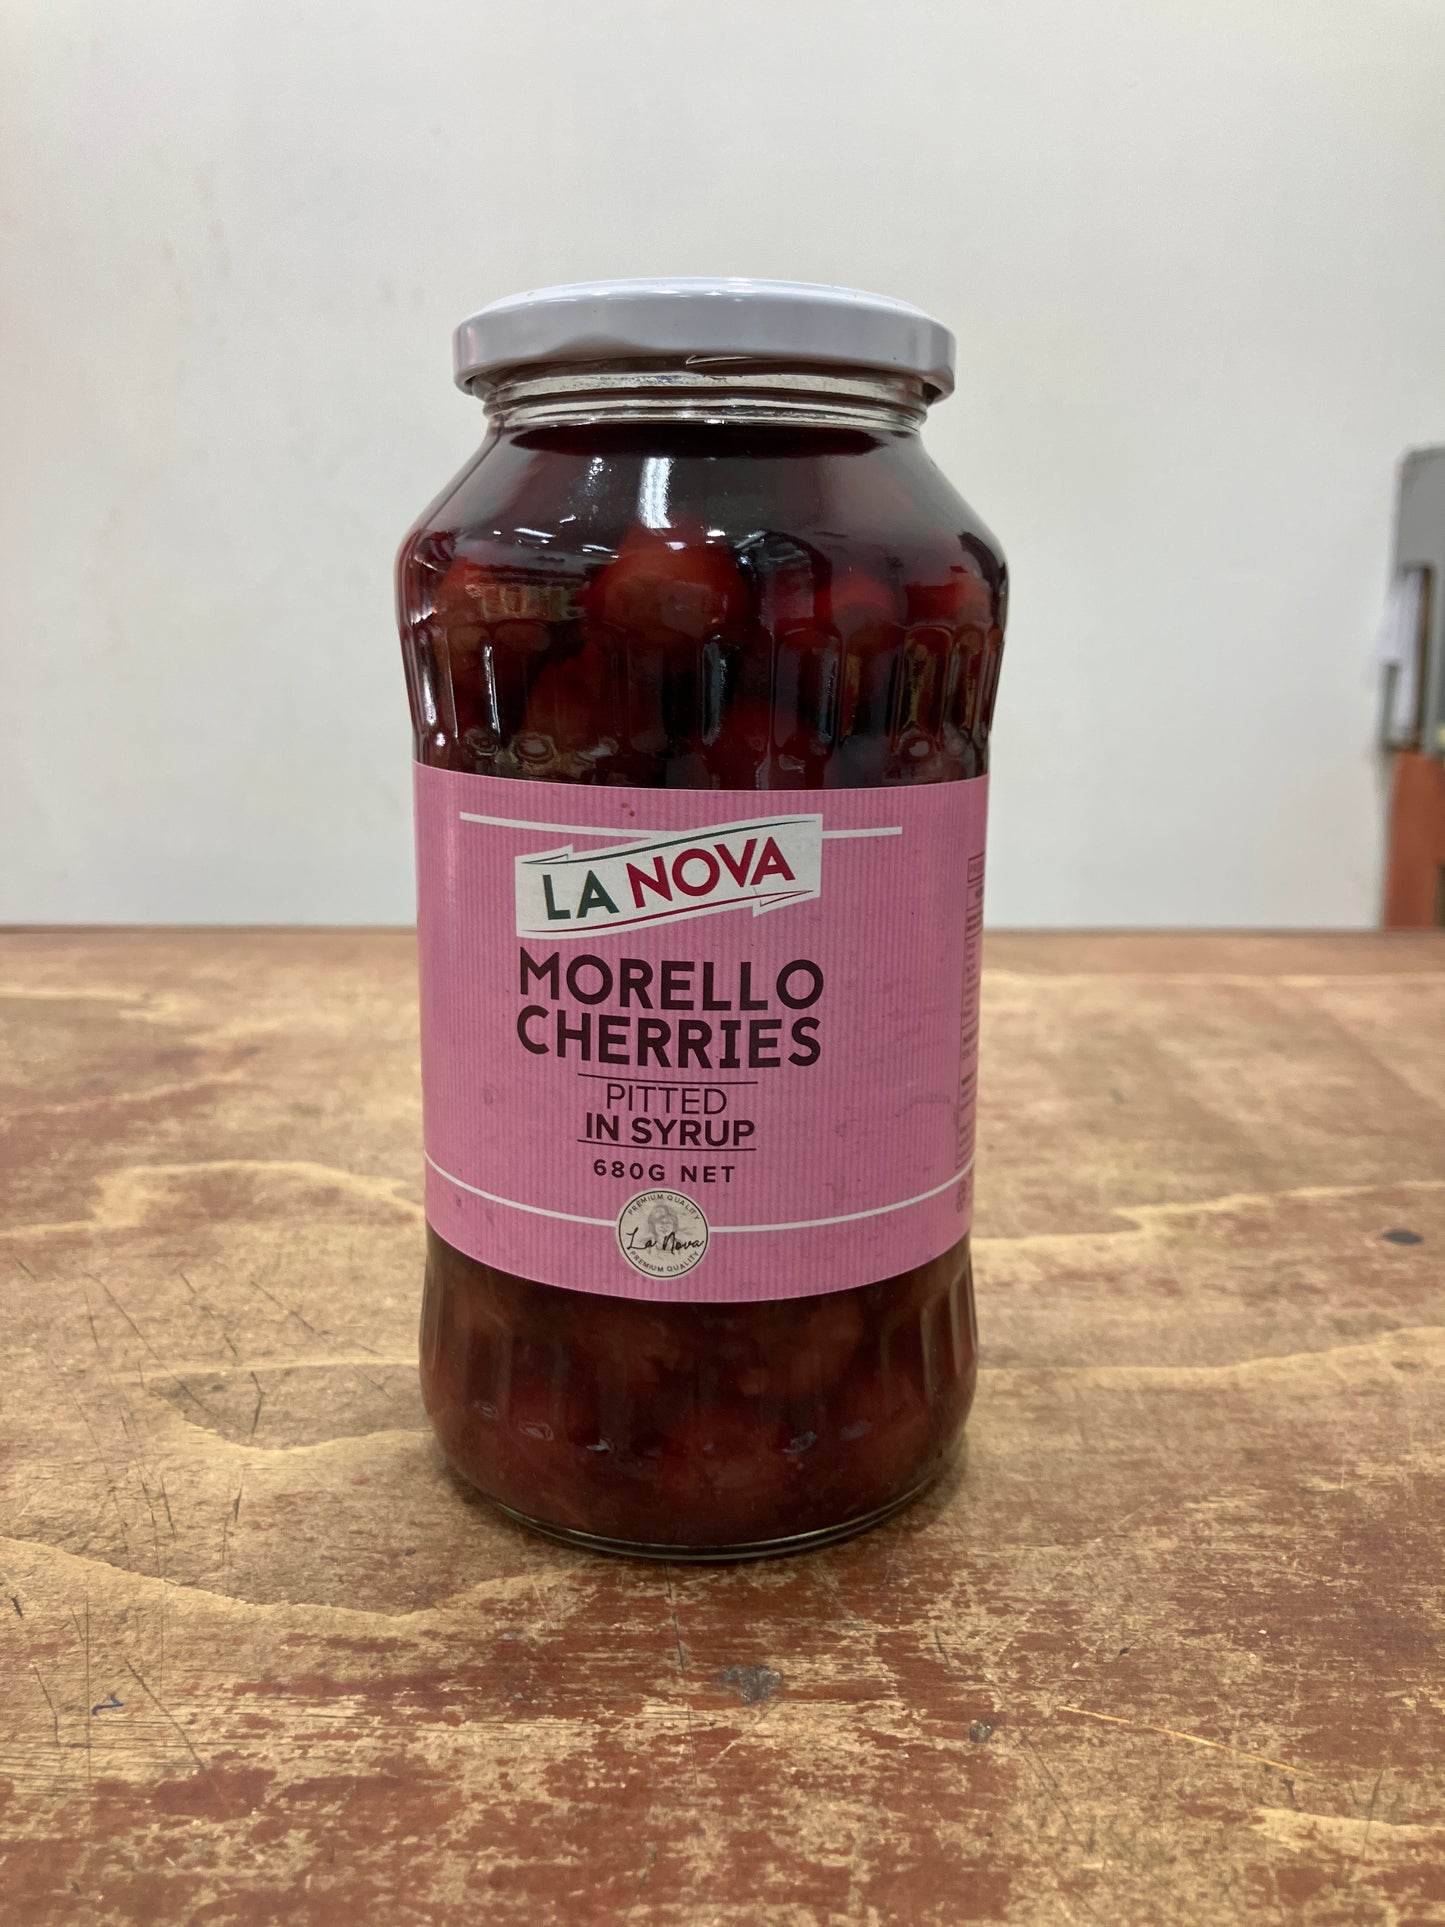 LA NOVA
MORELLO
CHERRIES
PITTED
IN SYRUP
680G NET
PREMIUM QUALITY
La Nova
PREMIUM QUALITY